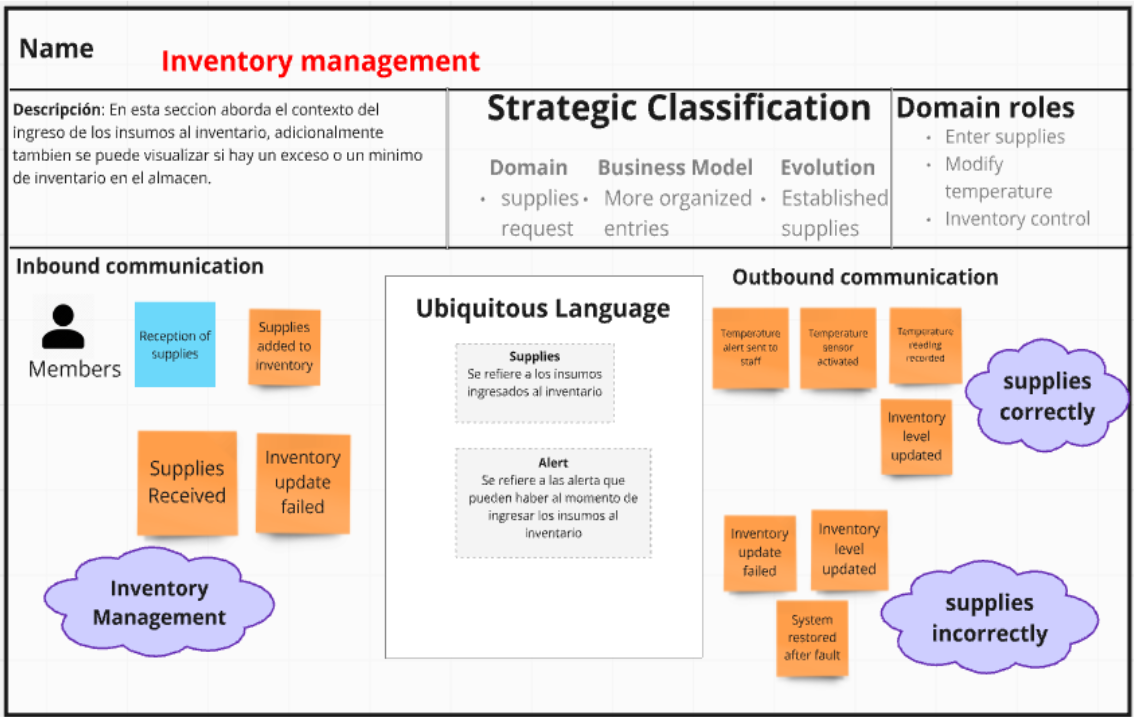 Name
Inventory management
Descripción: En esta seccion aborda el contexto del
ingreso de los insumos al inventario, adicionalmente
tambien se puede visualizar si hay un exceso o un minimo
de inventario en el almacen.
Strategic Classification
Domain
• supplies
request
Business Model
• More organized
entries
Evolution
• Established
supplies
Domain roles
• Enter supplies
• Modify
temperature
• Inventory control
Inbound communication
Members
Reception of
supplies
Supplies
added to
inventory
Supplies
Received
Inventory
update
failed
Inventory
Management
Ubiquitous Language
Supplies
Se refiere a los insumos
ingresados al inventario
Alert
Se refiere a las alerta que
pueden haber al momento de
ingresar los insumos al
inventario
Outbound communication
Temperature
alert sent to
staff
Temperature
sensor
activated
Temperature
reading
recorded
Inventory
level
updated
supplies
correctly
Inventory
update
failed
Inventory
level
updated
System
restored
after fault
supplies
incorrectly